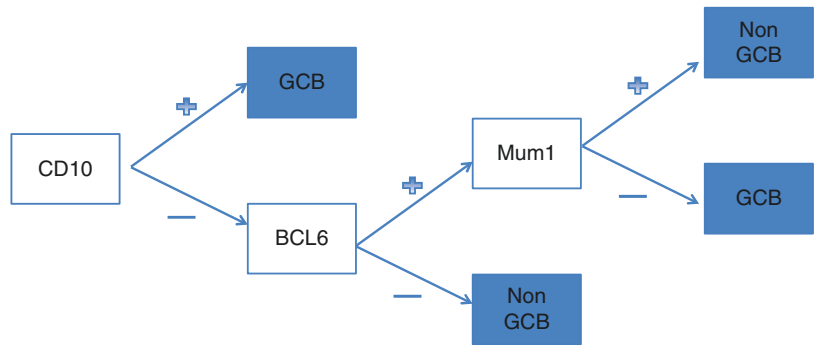 Non
GCB
GCB
+
+
Mum1
CD10
+
GCB
—
—
BCL6
Non
GCB
—